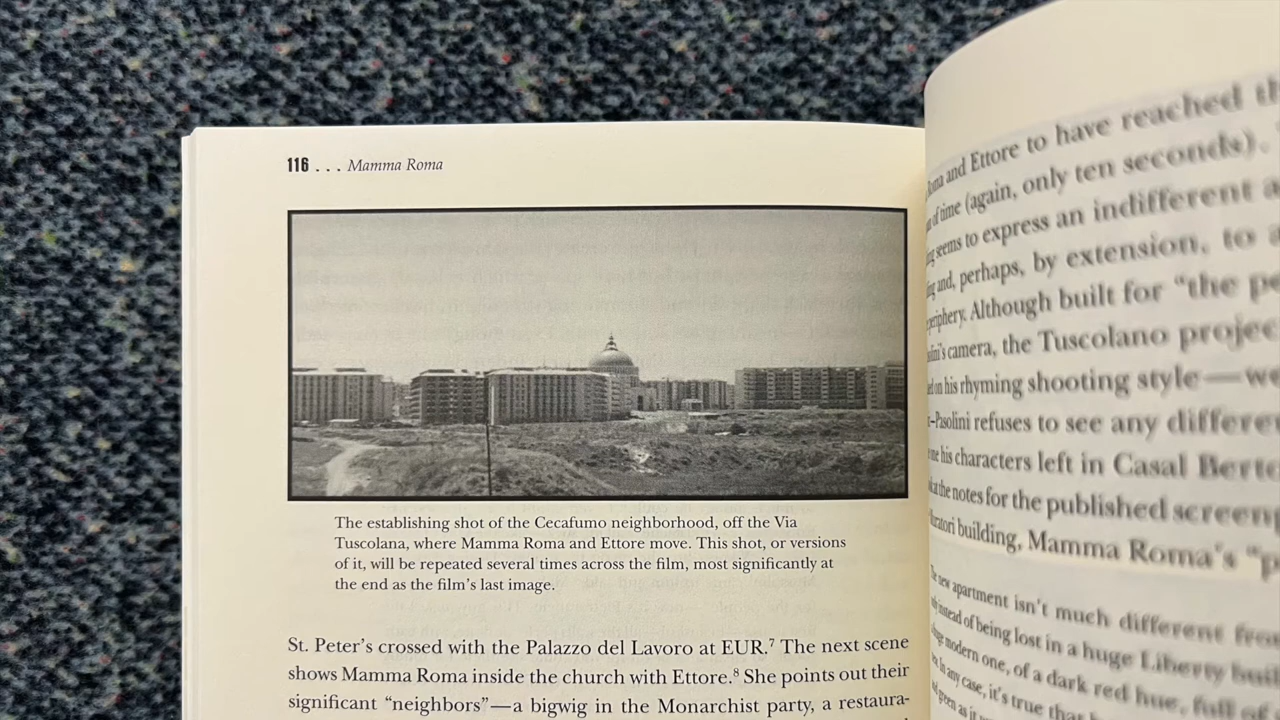 116 . . . Mamma Roma
The establishing shot of the Cecafumo neighborhood, off the Via
Tuscolana, where Mamma Roma and Ettore move. This shot, or versions
of it, will be repeated several times across the film, most significantly at
the end as the film's last image.
St. Peter's crossed with the Palazzo del Lavoro at EUR.7 The next scene
shows Mamma Roma inside the church with Ettore.8 She points out their
significant "neighbors"—a bigwig in the Monarchist party, a restaura-
and Ettore to have reached
of time (again, only ten seconds).
seems to express an indifferent
and, perhaps, by extension, to
periphery. Although built for "the
camera, the Tuscolano
on his rhyming shooting style—
Pasolini refuses to see any
his characters left in Casal
at the notes for the published
building, Mamma Roma's
new apartment isn't much different
instead of being lost in a huge Liberty
modern one, of a dark red hue, full of
In any case, it's true that
green as it